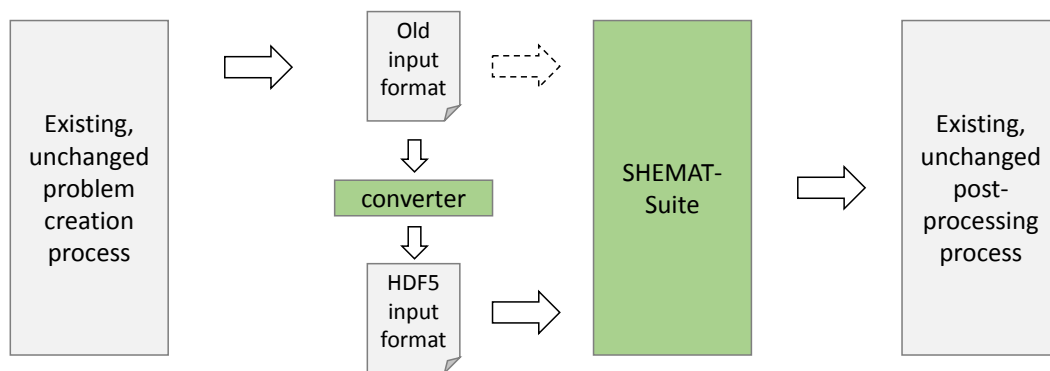 Existing,
unchanged
problem
creation
process
Old
input
format
converter
HDF5
input
format
SHEMAT-
Suite
Existing,
unchanged
post-
processing
process